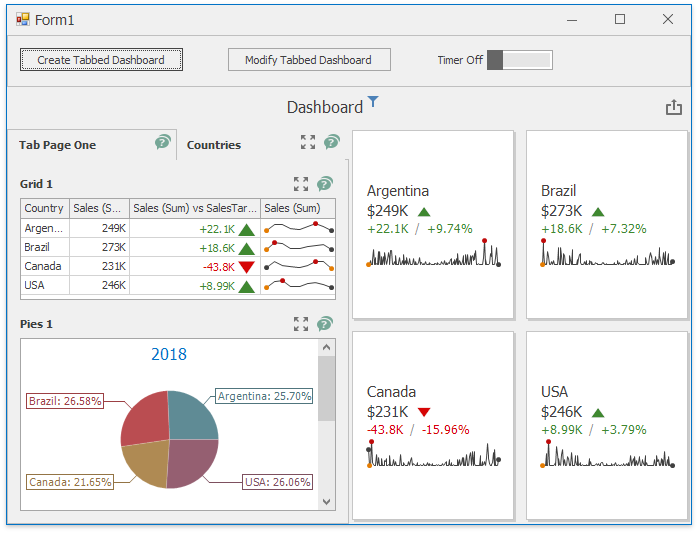 Form1
Create Tabbed Dashboard
Modify Tabbed Dashboard
Timer Off
Dashboard
Tab Page One
Countries
Grid 1
Country Sales (S... Sales (Sum) vs SalesTar... Sales (Sum)
Argen... 249K +22.1K
Brazil 273K +18.6K
Canada 231K -43.8K
USA 246K +8.99K
Pies 1
2018
Brazil: 26.58%
Argentina: 25.70%
Canada: 21.65%
USA: 26.06%
Argentina
$249K
+22.1K / +9.74%
Brazil
$273K
+18.6K / +7.32%
Canada
$231K
-43.8K / -15.96%
USA
$246K
+8.99K / +3.79%